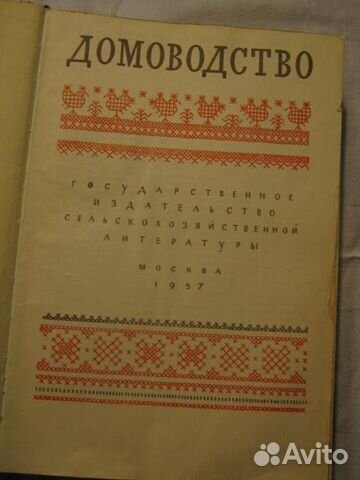 ДОМОВОДСТВО
ГОСУДАРСТВЕННОЕ
ИЗДАТЕЛЬСТВО
СЕЛЬСКОХОЗЯЙСТВЕННОЙ
ЛИТЕРАТУРЫ
МОСКВА
1957
Avito